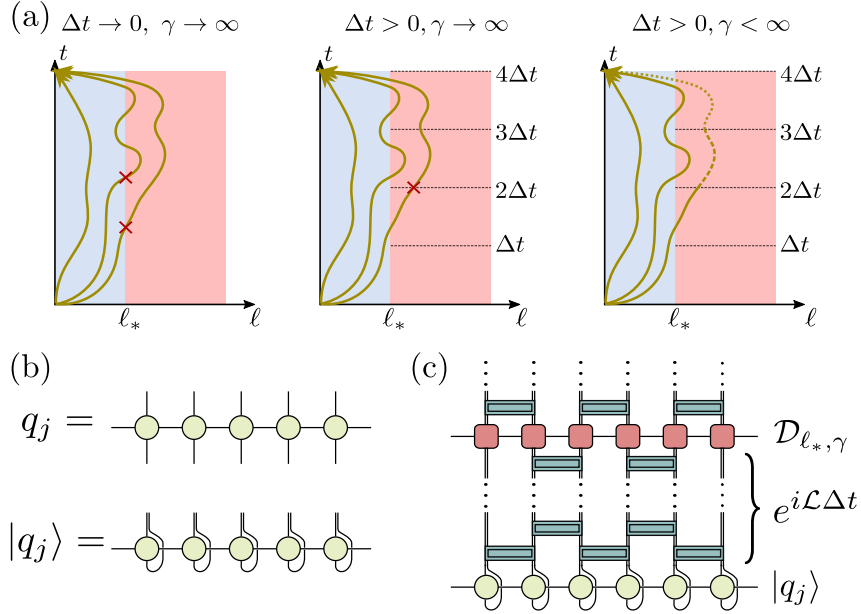 (a)
Δt → 0, γ → ∞
Δt > 0, γ → ∞
Δt > 0, γ < ∞
t
t
t
4Δt
4Δt
3Δt
3Δt
2Δt
2Δt
Δt
Δt
ℓ* ℓ
ℓ* ℓ
ℓ* ℓ
(b)
q_j =
|q_j⟩ =
(c)
𝒟_{ℓ*,γ}
e^{iℒΔt}
|q_j⟩